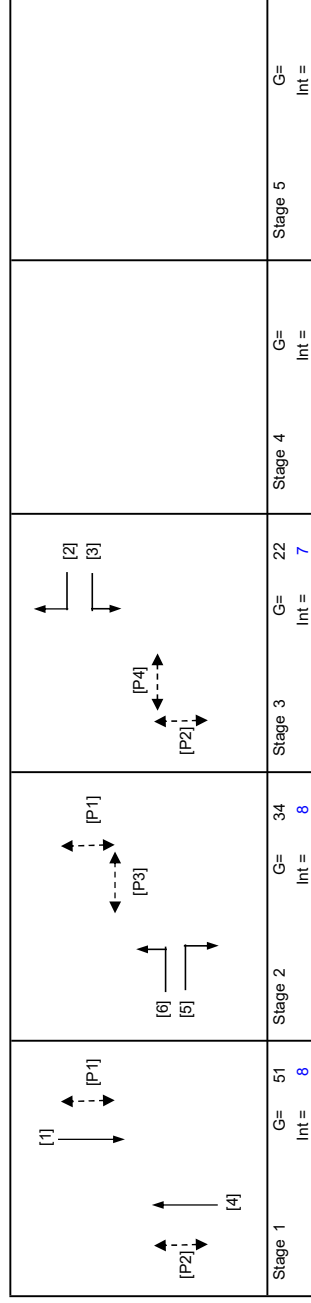 [1]
[P1]
[P2]
[4]
Stage 1 G= 51
Int = 8
[P1]
[P3]
[6]
[5]
Stage 2 G= 34
Int = 8
[2]
[3]
[P4]
[P2]
Stage 3 G= 22
Int = 7
Stage 4 G=
Int =
Stage 5 G=
Int =